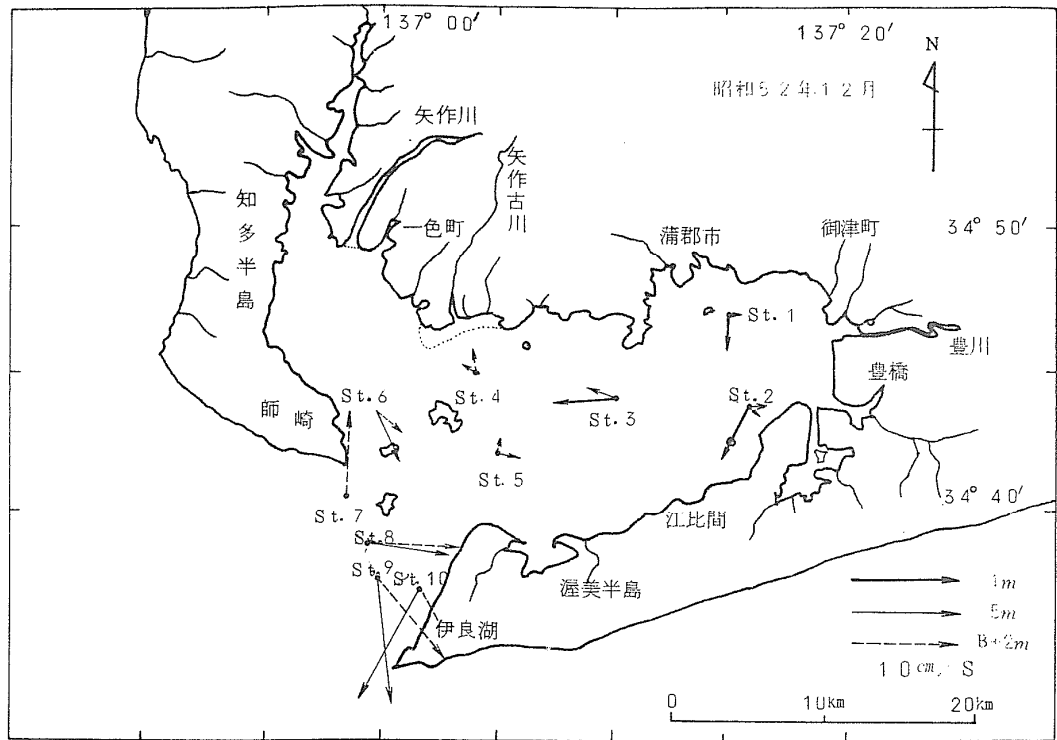 137° 00′
137° 20′
N
昭和52年12月
矢作川
矢作古川
知多半島
一色町
蒲郡市
御津町
34° 50′
St.1
豊川
豊橋
St.6
St.4
St.2
師崎
St.3
St.5
St.7
34° 40′
江比間
St.8
St.9
St.10
渥美半島
伊良湖
1m
5m
B+2m
10cm/S
0
10km
20km